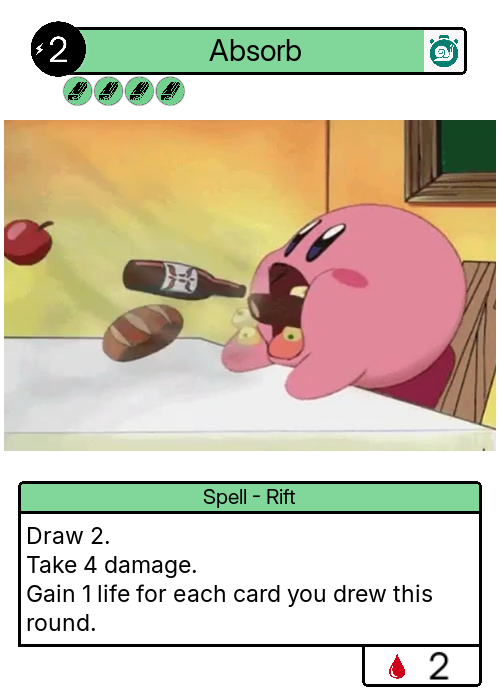 2
Absorb
Spell - Rift
Draw 2.
Take 4 damage.
Gain 1 life for each card you drew this
round.
2